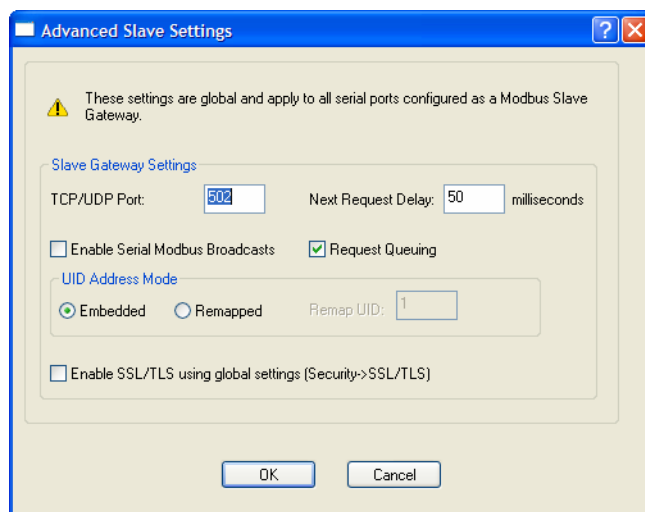 Advanced Slave Settings
These settings are global and apply to all serial ports configured as a Modbus Slave
Gateway.
Slave Gateway Settings
TCP/UDP Port: 502 Next Request Delay: 50 milliseconds
Enable Serial Modbus Broadcasts Request Queuing
UID Address Mode
Embedded Remapped Remap UID: 1
Enable SSL/TLS using global settings (Security->SSL/TLS)
OK Cancel